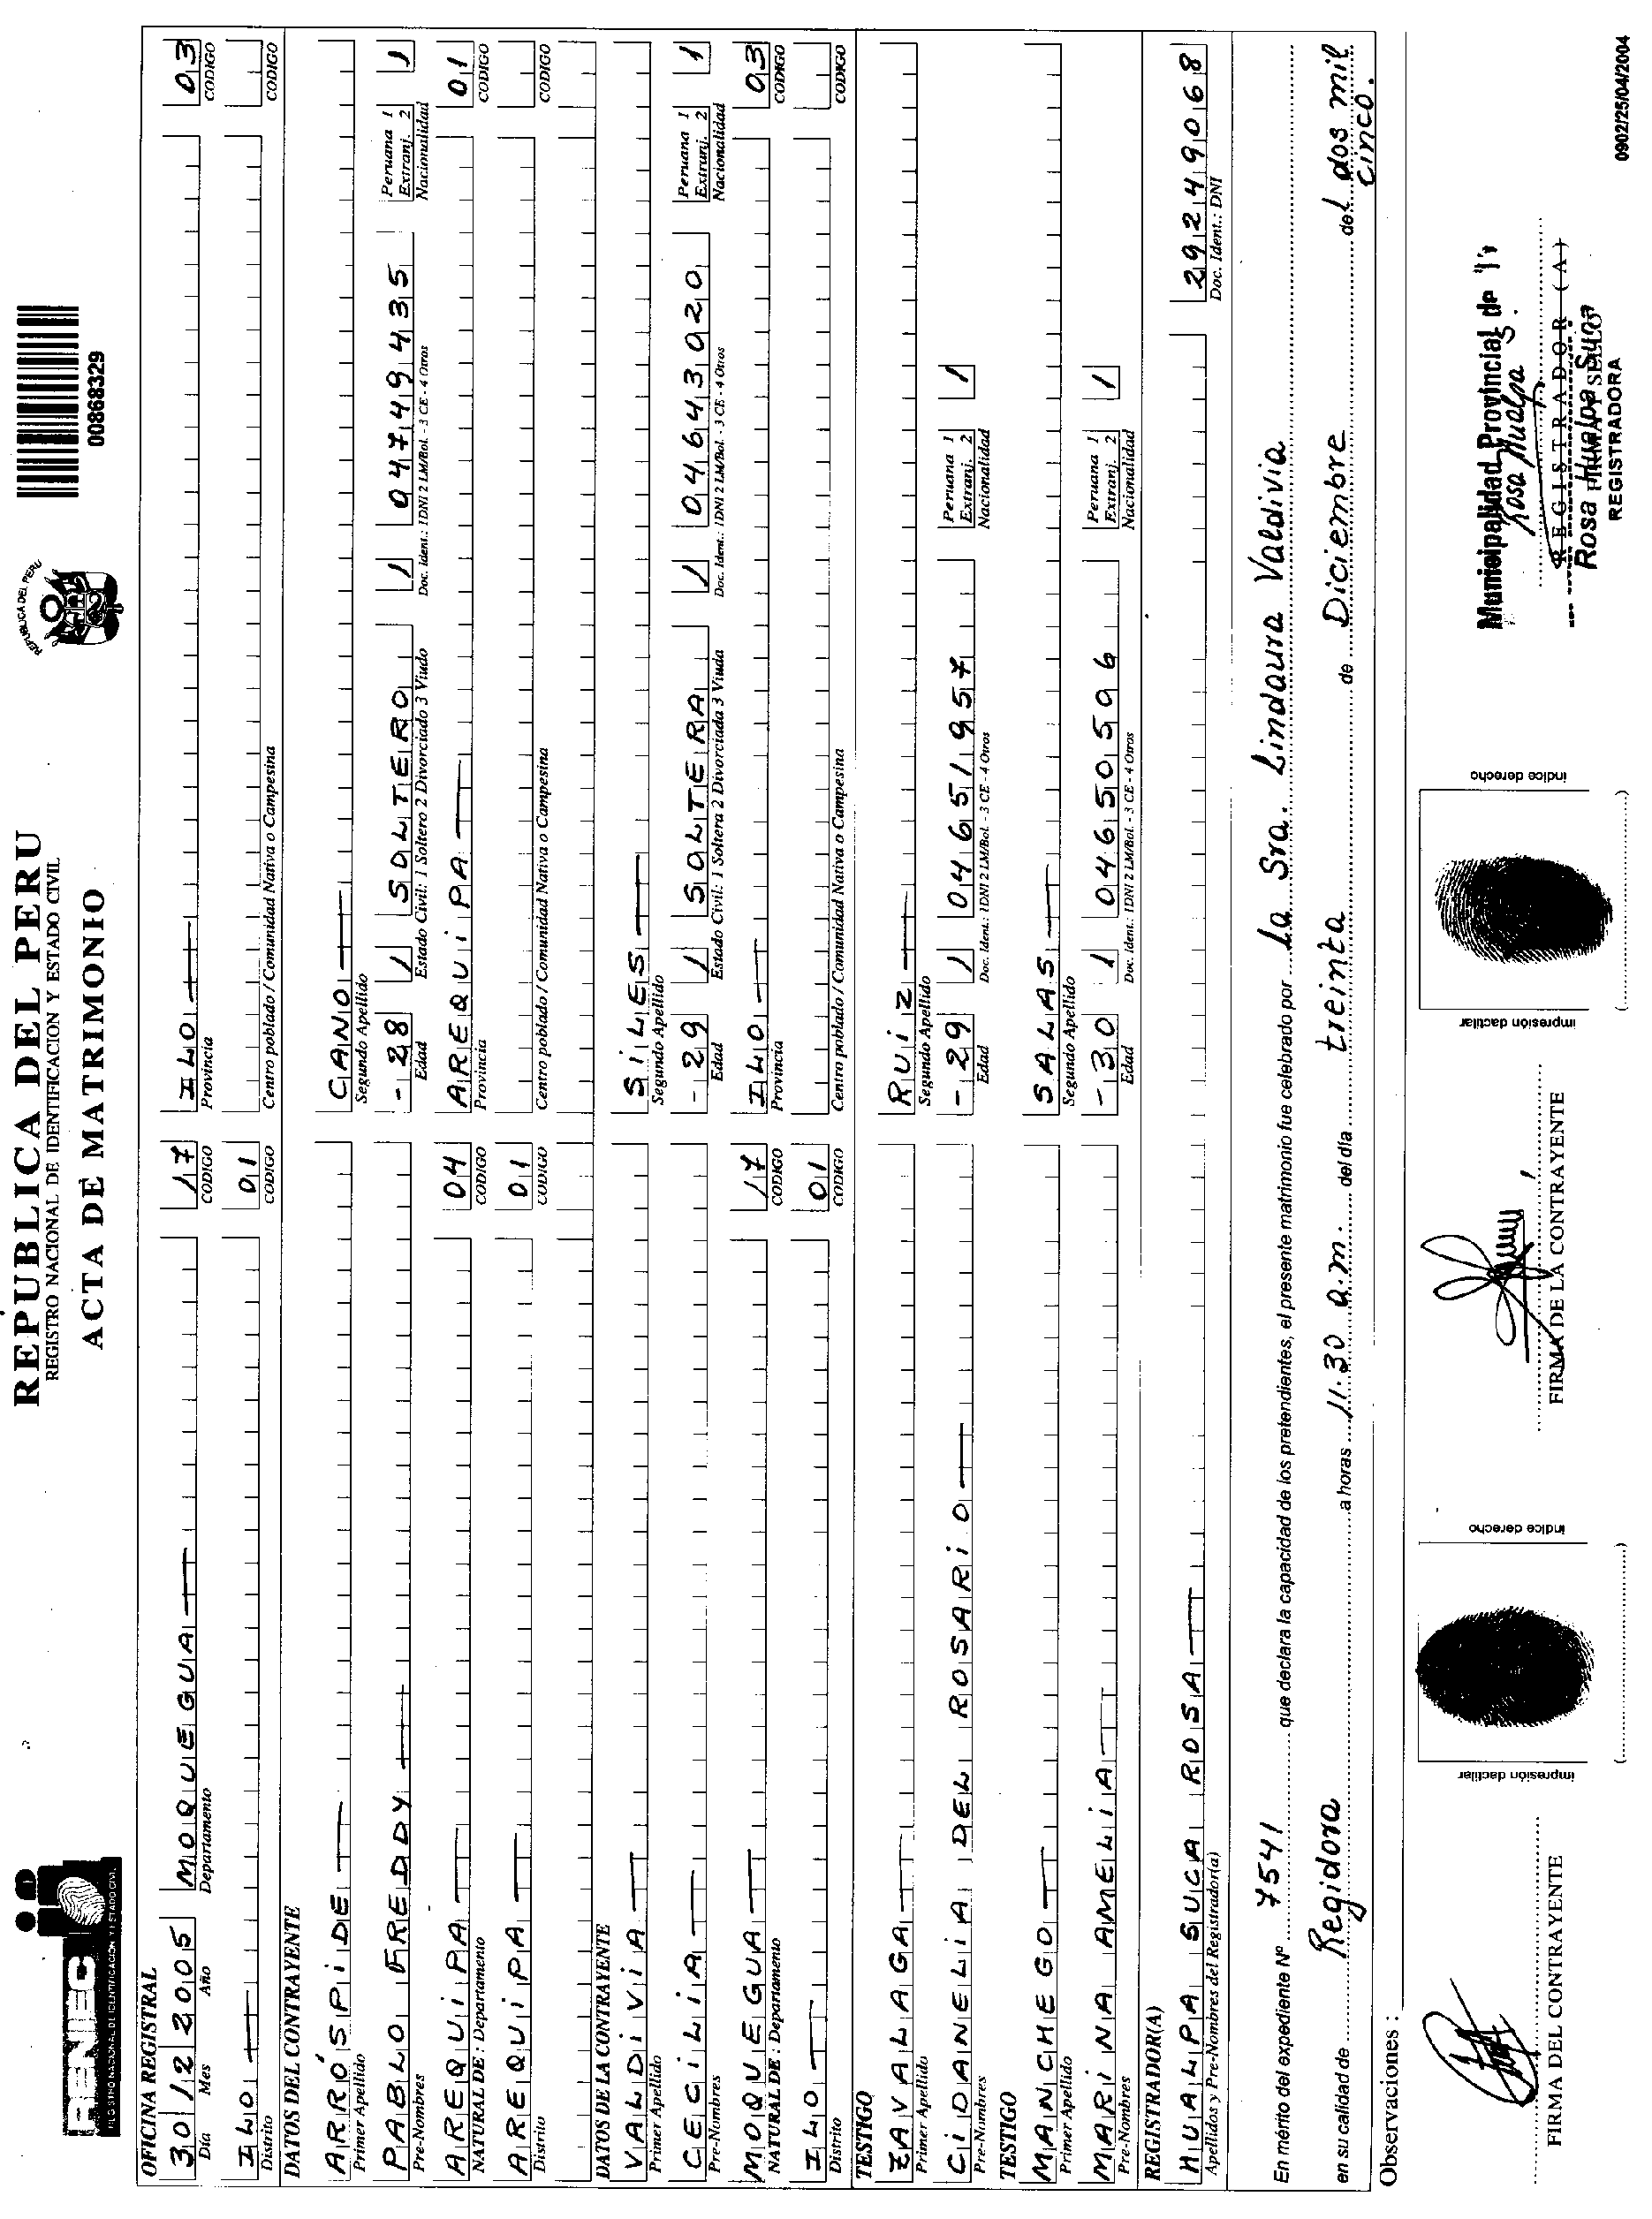 RENIEC
REGISTRO NACIONAL DE IDENTIFICACION Y ESTADO CIVIL
REPUBLICA DEL PERU
REGISTRO NACIONAL DE IDENTIFICACION Y ESTADO CIVIL
ACTA DE MATRIMONIO
REPUBLICA DEL PERU
00868329
OFICINA REGISTRAL
30 12 2005 MOQUEGUA 17 ILO 03
Día Mes Año Departamento CODIGO Provincia CODIGO
ILO 01
Distrito CODIGO Centro poblado / Comunidad Nativa o Campesina CODIGO
DATOS DEL CONTRAYENTE
ARRÓSPiDE CANO
Primer Apellido Segundo Apellido
PABLO FREDDY - 28 1 SOLTERO 1 04749435 Peruana 1 Extranj. 2 1
Pre-Nombres Edad Estado Civil: 1 Soltero 2 Divorciado 3 Viudo Doc. Ident.: 1DNI 2 LM/Bol. - 3 CE - 4 Otros Nacionalidad
AREQUiPA 04 AREQUiPA 01
NATURAL DE : Departamento CODIGO Provincia CODIGO
AREQUiPA 01
Distrito CODIGO Centro poblado / Comunidad Nativa o Campesina CODIGO
DATOS DE LA CONTRAYENTE
VALDiViA SiLES
Primer Apellido Segundo Apellido
CECiLiA - 29 1 SOLTERA 1 04643020 Peruana 1 Extranj. 2 1
Pre-Nombres Edad Estado Civil: 1 Soltera 2 Divorciada 3 Viuda Doc. Ident.: 1DNI 2 LM/Bol. - 3 CE - 4 Otros Nacionalidad
MOQUEGUA 17 ILO 03
NATURAL DE : Departamento CODIGO Provincia CODIGO
ILO 01
Distrito CODIGO Centro poblado / Comunidad Nativa o Campesina CODIGO
TESTIGO
ZAVALAGA RUiZ
Primer Apellido Segundo Apellido
CiDANELiA DEL ROSARiO - 29 1 04651957 Peruana 1 Extranj. 2 1
Pre-Nombres Edad Doc. Ident.: 1DNI 2 LM/Bol. - 3 CE - 4 Otros Nacionalidad
TESTIGO
MANCHEGO SALAS
Primer Apellido Segundo Apellido
MARiNA AMELiA - 30 1 04650596 Peruana 1 Extranj. 2 1
Pre-Nombres Edad Doc. Ident.: 1DNI 2 LM/Bol. - 3 CE - 4 Otros Nacionalidad
REGISTRADOR(A)
HUALPA SUCA ROSA 29249068
Apellidos y Pre-Nombres del Registrador(a) Doc. Ident.: DNI
En mérito del expediente Nº 7541 que declara la capacidad de los pretendientes, el presente matrimonio fue celebrado por La Sra. Lindaura Valdivia
en su calidad de Regidora a horas 11.30 a.m. del día treinta de Diciembre del dos mil
cinco.
Observaciones :
impresión dactilar índice derecho impresión dactilar índice derecho
Municipalidad Provincial de
Rosa Hualpa S.
REGISTRADOR (A)
FIRMA Y SELLO
Rosa Hualpa Suca
REGISTRADORA
FIRMA DEL CONTRAYENTE FIRMA DE LA CONTRAYENTE
0902/25/04/2004